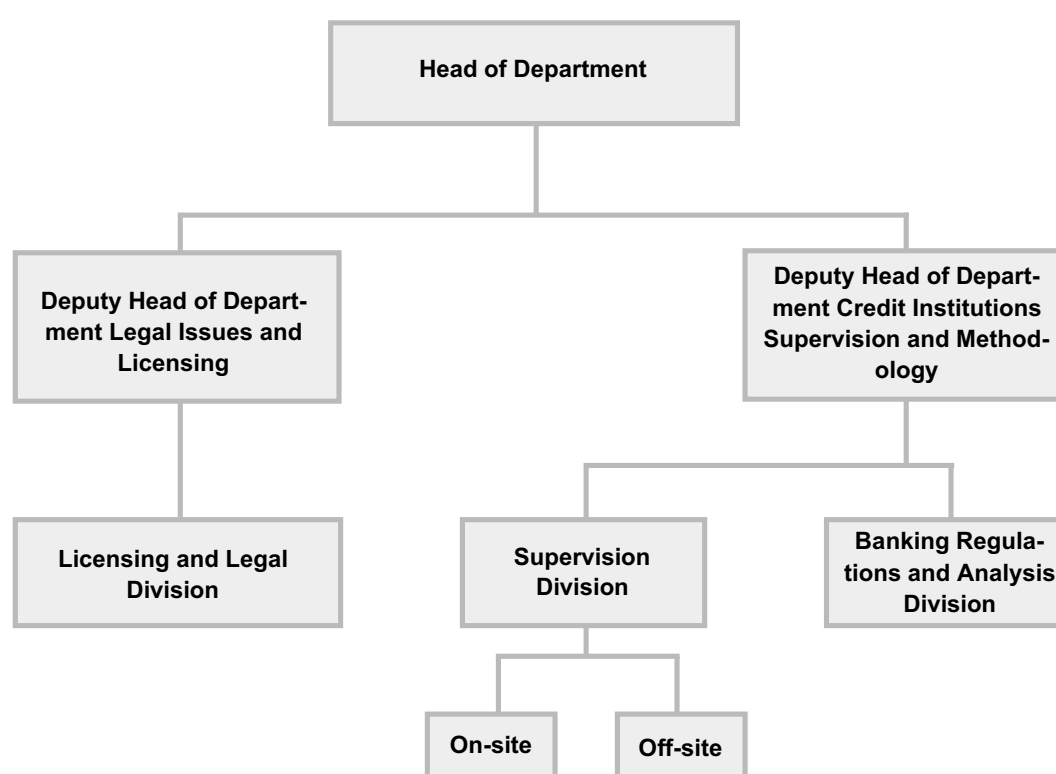 Head of Department
Deputy Head of Depart-
ment Legal Issues and
Licensing
Deputy Head of Depart-
ment Credit Institutions
Supervision and Method-
ology
Licensing and Legal
Division
Supervision
Division
Banking Regula-
tions and Analysis
Division
On-site
Off-site